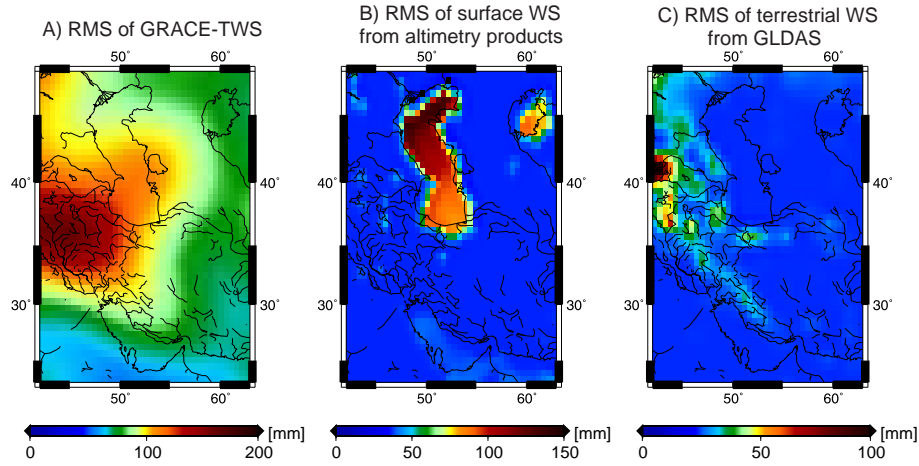 A) RMS of GRACE-TWS
B) RMS of surface WS
from altimetry products
C) RMS of terrestrial WS
from GLDAS
50˚ 60˚
50˚ 60˚
50˚ 60˚
40˚ 40˚ 40˚
30˚ 30˚ 30˚
50˚ 60˚
50˚ 60˚
50˚ 60˚
[mm] [mm] [mm]
0 100 200
0 50 100 150
0 50 100